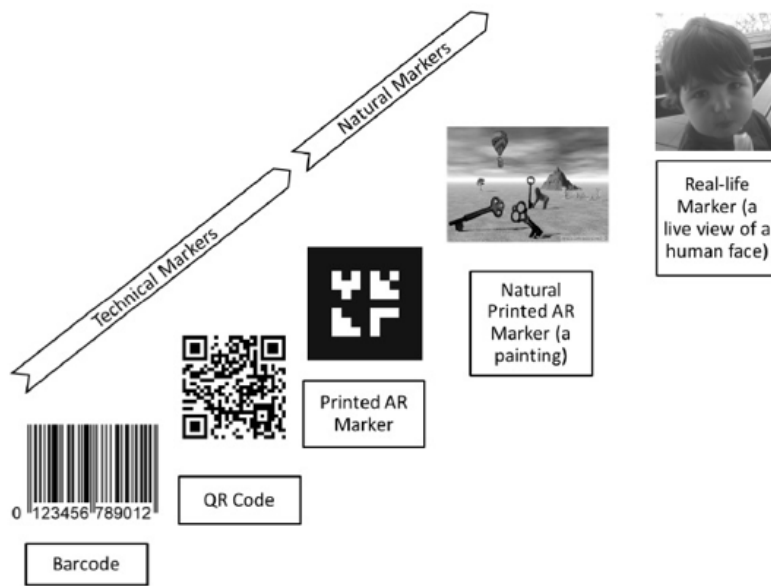 Natural Markers
Technical Markers
Real-life
Marker (a
live view of a
human face)
Natural
Printed AR
Marker (a
painting)
Printed AR
Marker
QR Code
0 123456 789012
Barcode